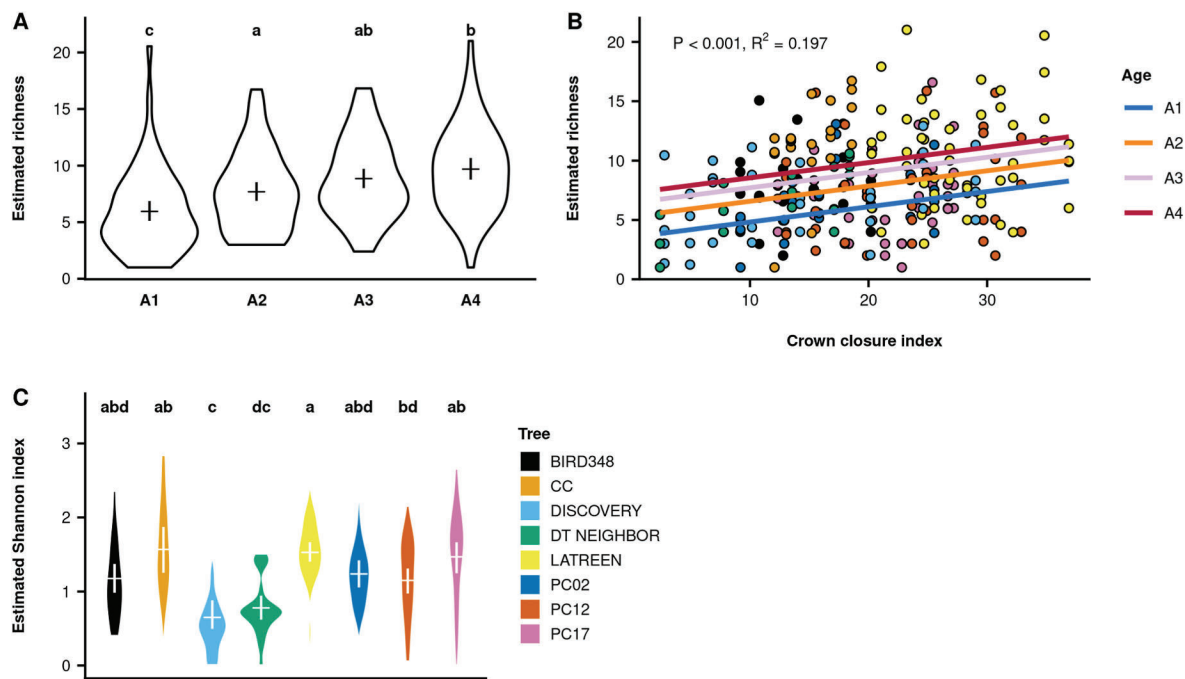 A
c a ab b
20
15
10
5
0
Estimated richness
A1 A2 A3 A4
B
P < 0.001, R² = 0.197
20
15
10
5
0
Estimated richness
10 20 30
Crown closure index
Age
A1
A2
A3
A4
C
abd ab c dc a abd bd ab
3
2
1
0
Estimated Shannon index
Tree
BIRD348
CC
DISCOVERY
DT NEIGHBOR
LATREEN
PC02
PC12
PC17